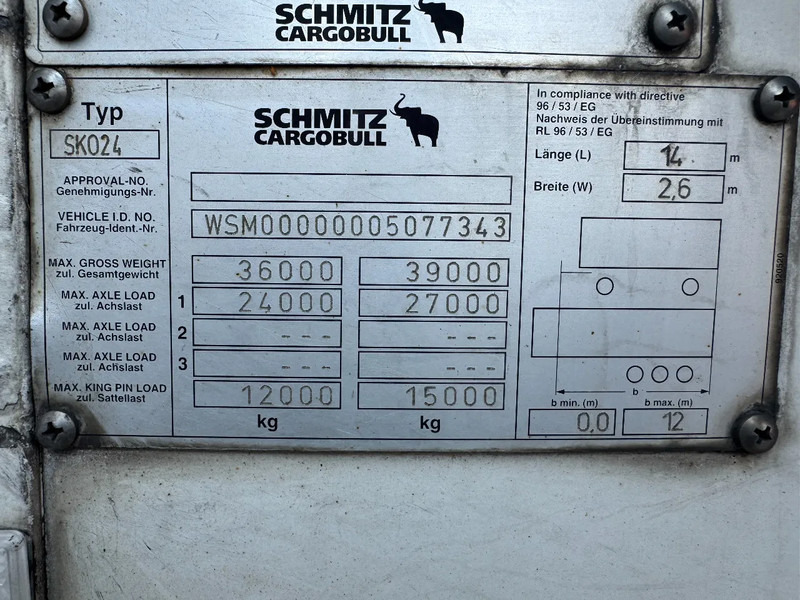 SCHMITZ
CARGOBULL
Typ
SKO24
SCHMITZ
CARGOBULL
APPROVAL-NO.
Genehmigungs-Nr.
VEHICLE I.D. NO.
Fahrzeug-Ident.-Nr.
WSM00000005077343
MAX. GROSS WEIGHT
zul. Gesamtgewicht
36000 39000
MAX. AXLE LOAD
zul. Achslast
1 24000 27000
MAX. AXLE LOAD
zul. Achslast
2 --- ---
MAX. AXLE LOAD
zul. Achslast
3 --- ---
MAX. KING PIN LOAD
zul. Sattellast
12000 15000
kg kg
In compliance with directive
96 / 53 / EG
Nachweis der Übereinstimmung mit
RL 96 / 53 / EG
Länge (L) 14 m
Breite (W) 2,6 m
b
b min. (m) b max. (m)
0,0 12
920520